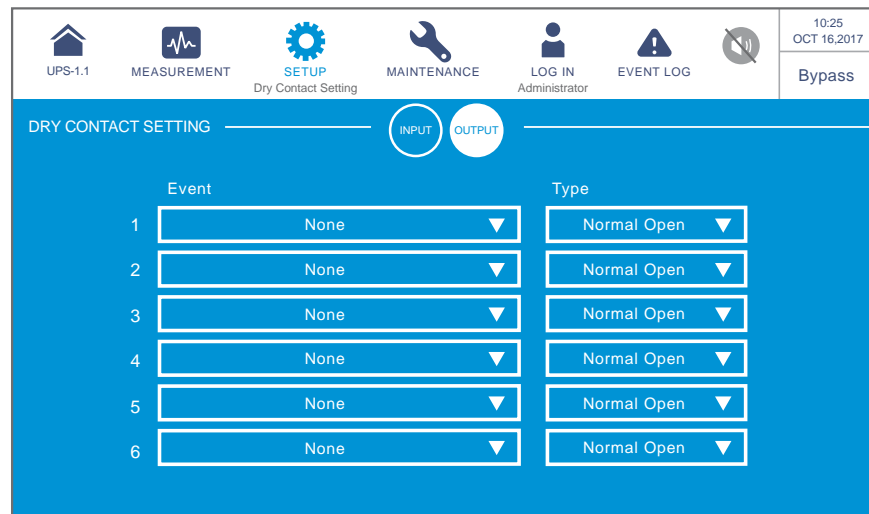 10:25
OCT 16,2017
UPS-1.1 MEASUREMENT SETUP MAINTENANCE LOG IN EVENT LOG Bypass
Dry Contact Setting Administrator
DRY CONTACT SETTING INPUT OUTPUT
Event Type
1 None Normal Open
2 None Normal Open
3 None Normal Open
4 None Normal Open
5 None Normal Open
6 None Normal Open